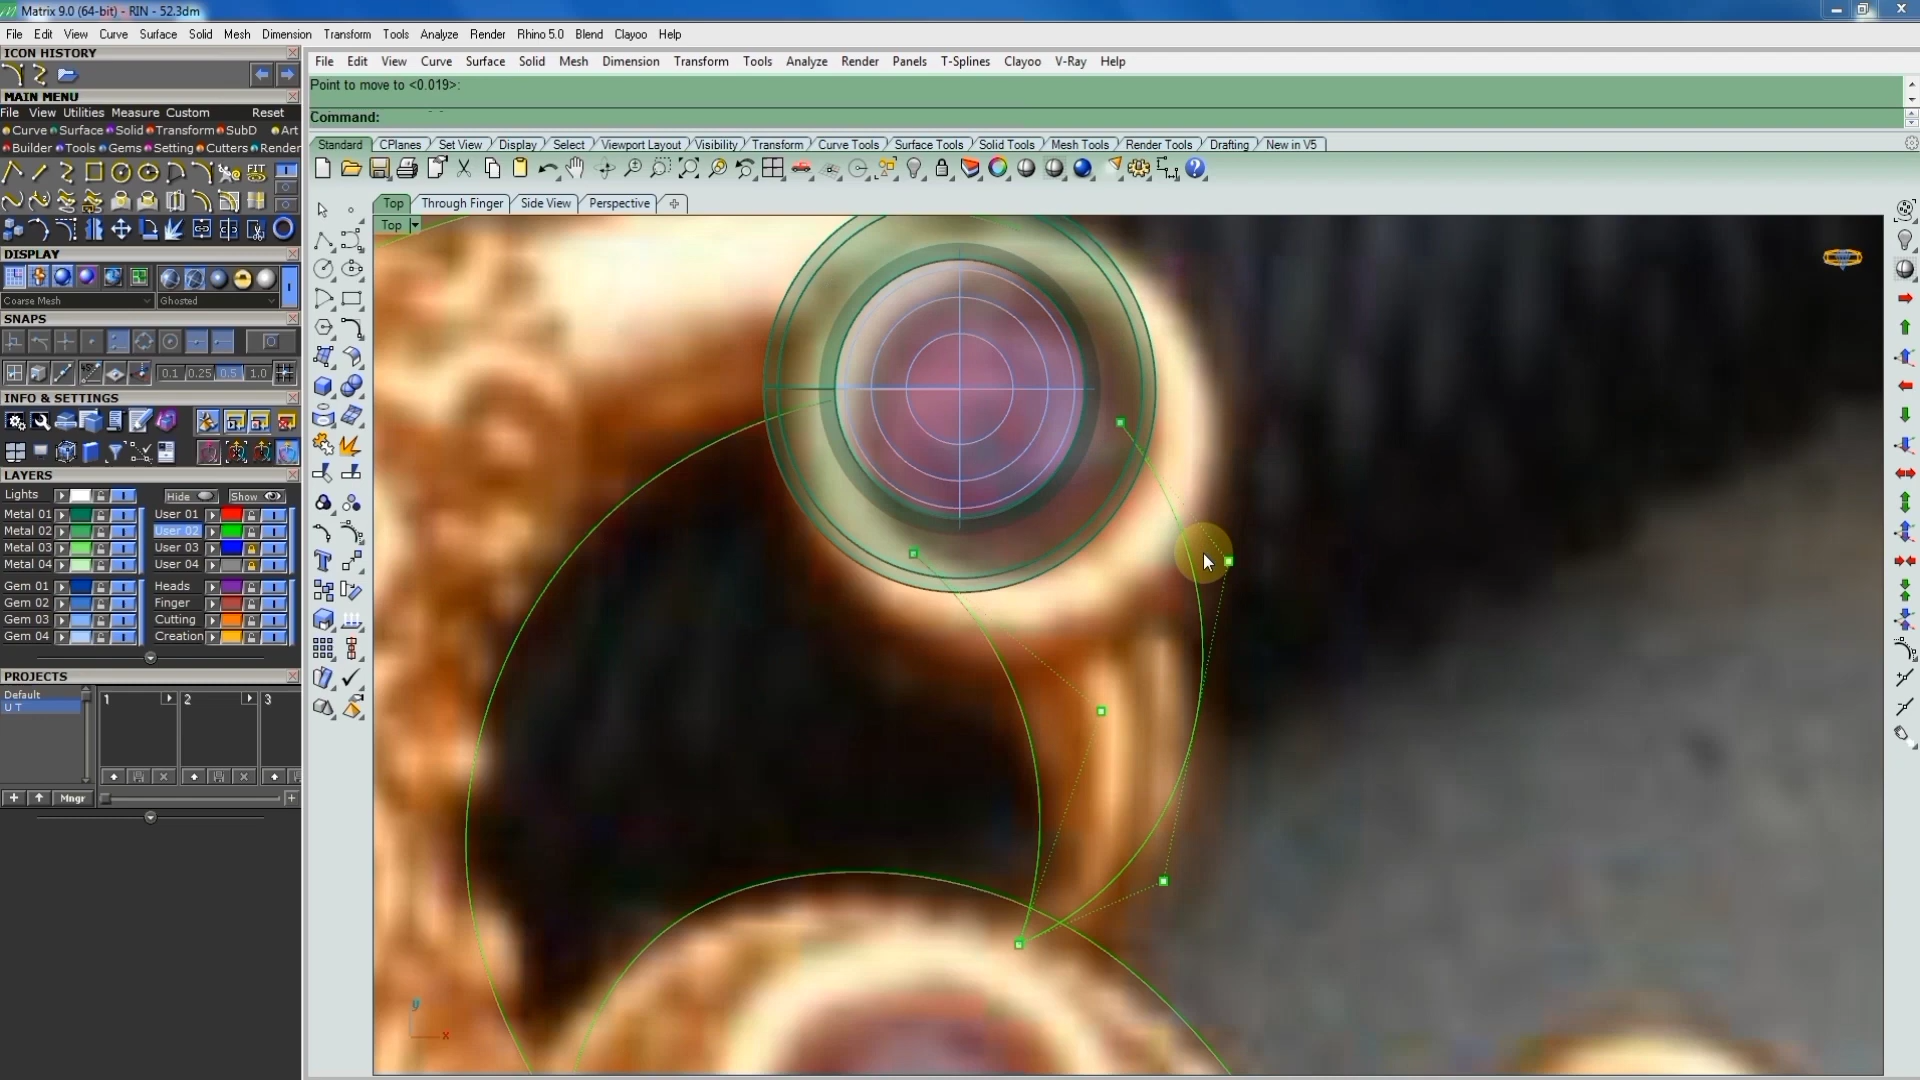 Matrix 9.0 (64-bit) - RIN - 52.3dm
File Edit View Curve Surface Solid Mesh Dimension Transform Tools Analyze Render Rhino 5.0 Blend Clayoo Help
ICON HISTORY
MAIN MENU
File View Utilities Measure Custom Reset
Curve Surface Solid Transform SubD Art
Builder Tools Gems Setting Cutters Render
FIT
DISPLAY
Coarse Mesh Ghosted
SNAPS
0.1 0.25 0.5 1.0
INFO & SETTINGS
LAYERS
Lights Hide Show
Metal 01 User 01
Metal 02 User 02
Metal 03 User 03
Metal 04 User 04
Gem 01 Heads
Gem 02 Finger
Gem 03 Cutting
Gem 04 Creation
PROJECTS
Default 1 2 3
U T
Mngr
File Edit View Curve Surface Solid Mesh Dimension Transform Tools Analyze Render Panels T-Splines Clayoo V-Ray Help
Point to move to <0.019>:
Command:
Standard CPlanes Set View Display Select Viewport Layout Visibility Transform Curve Tools Surface Tools Solid Tools Mesh Tools Render Tools Drafting New in V5
Top Through Finger Side View Perspective
Top
y
x